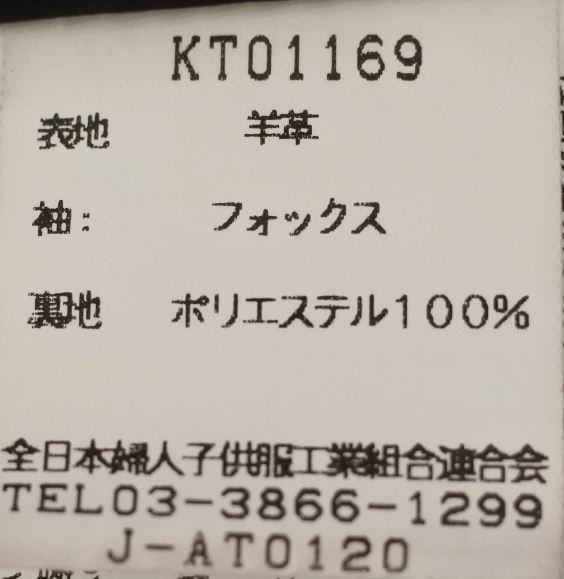 KT01169
表地 羊革
袖: フォックス
裏地 ポリエステル100%
全日本婦人子供服工業組合連合会
TEL03-3866-1299
J-AT0120